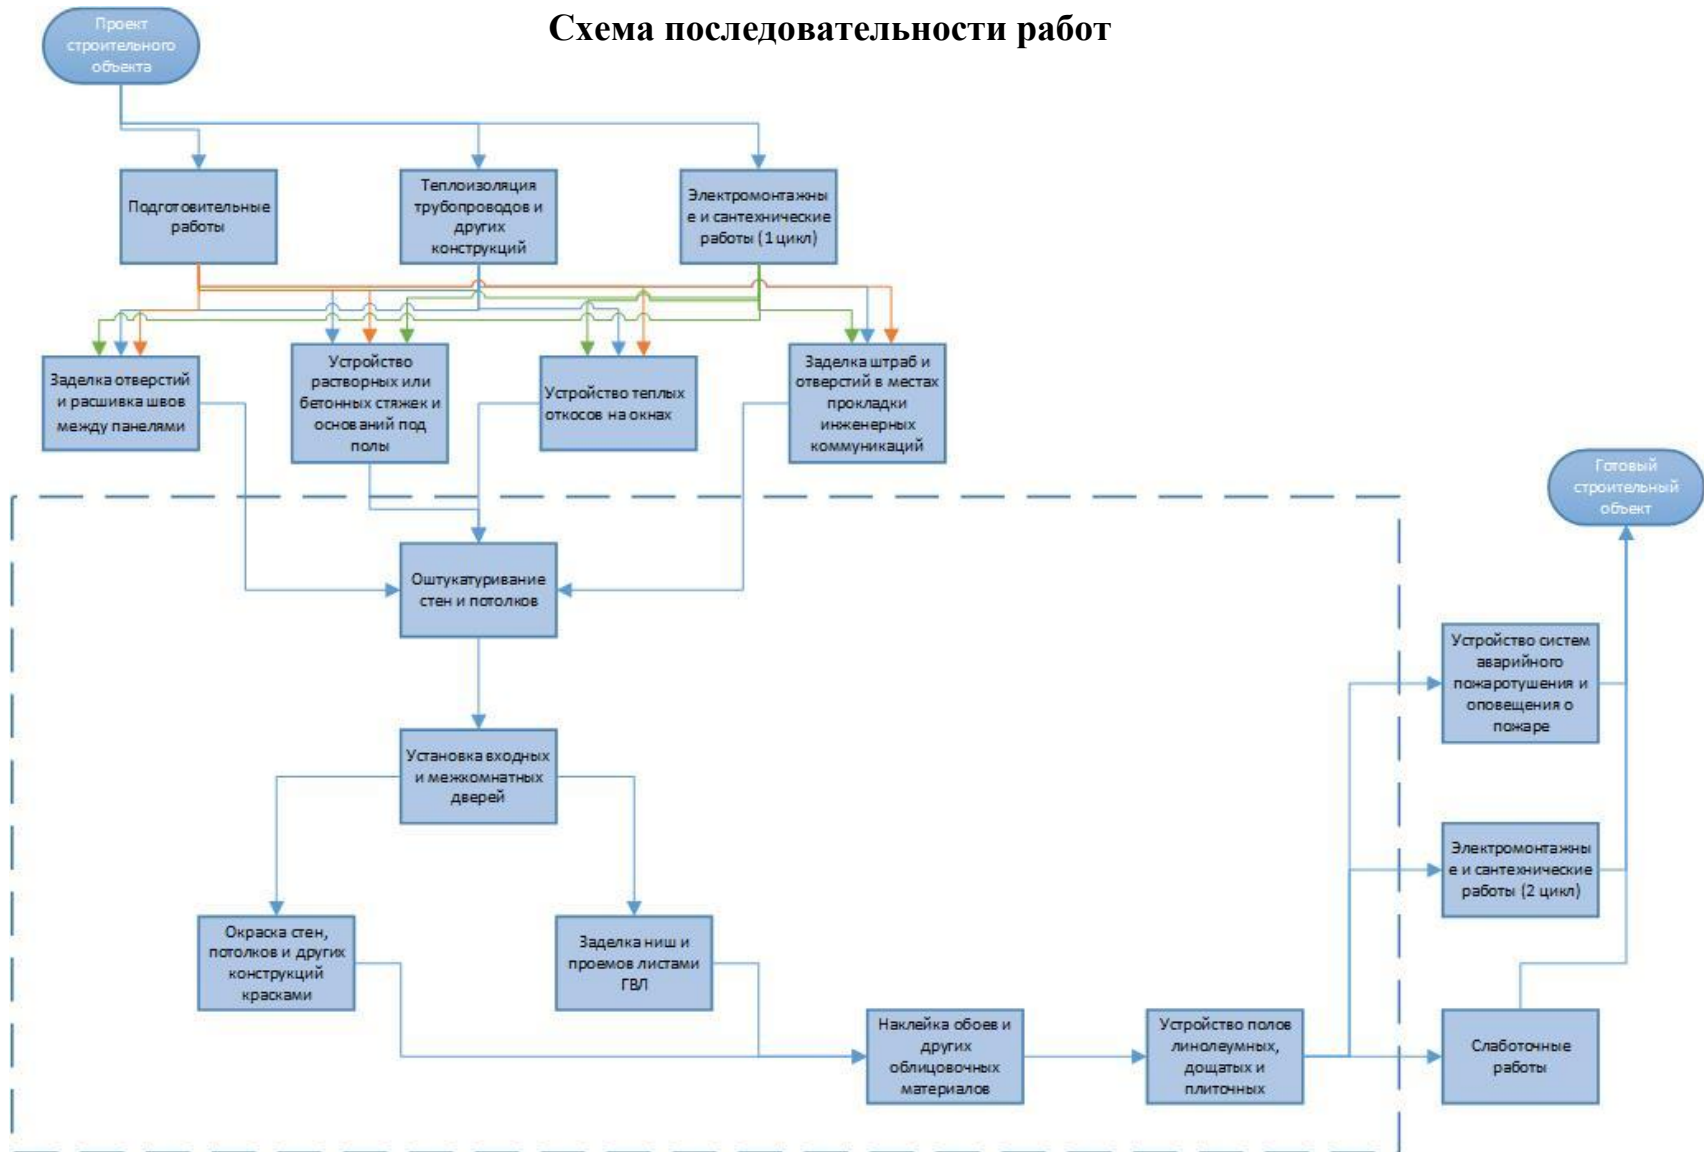 Схема последовательности работ
Проект
строительного
объекта
Подготовительные
работы
Теплоизоляция
трубопроводов и
других
конструкций
Электромонтажны
е и сантехнические
работы (1 цикл)
Заделка отверстий
и расшивка швов
между панелями
Устройство
растворных или
бетонных стяжек и
оснований под
полы
Устройство теплых
откосов на окнах
Заделка штраб и
отверстий в местах
прокладки
инженерных
коммуникаций
Готовый
строительный
объект
Оштукатуривание
стен и потолков
Устройство систем
аварийного
пожаротушения и
оповещения о
пожаре
Установка входных
и межкомнатных
дверей
Электромонтажны
е и сантехнические
работы (2 цикл)
Окраска стен,
потолков и других
конструкций
красками
Заделка ниш и
проемов листами
ГВЛ
Наклейка обоев и
других
облицовочных
материалов
Устройство полов
линолеумных,
дощатых и
плиточных
Слаботочные
работы